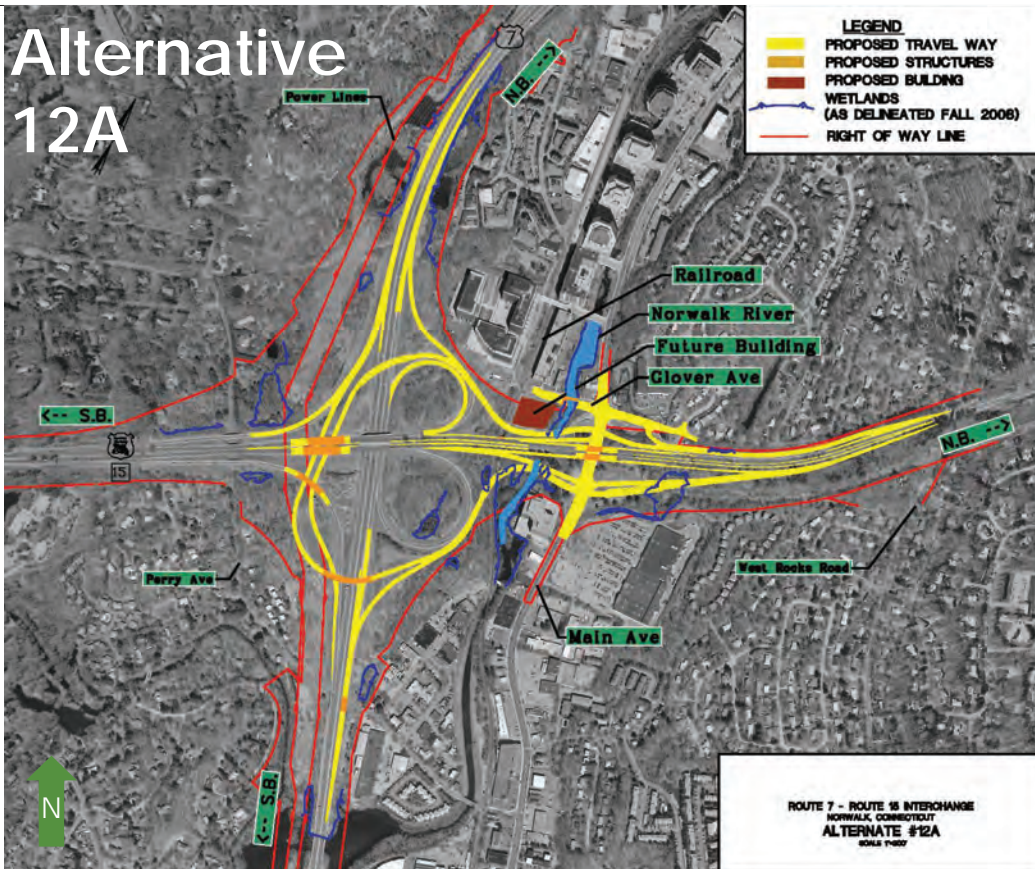 Alternative
12A
7
N.B. -->
Power Lines
LEGEND
PROPOSED TRAVEL WAY
PROPOSED STRUCTURES
PROPOSED BUILDING
WETLANDS
(AS DELINEATED FALL 2006)
RIGHT OF WAY LINE
Railroad
Norwalk River
Future Building
Glover Ave
<-- S.B.
15
N.B. -->
Perry Ave
West Rocks Road
Main Ave
<-- S.B.
N
ROUTE 7 - ROUTE 15 INTERCHANGE
NORWALK, CONNECTICUT
ALTERNATE #12A